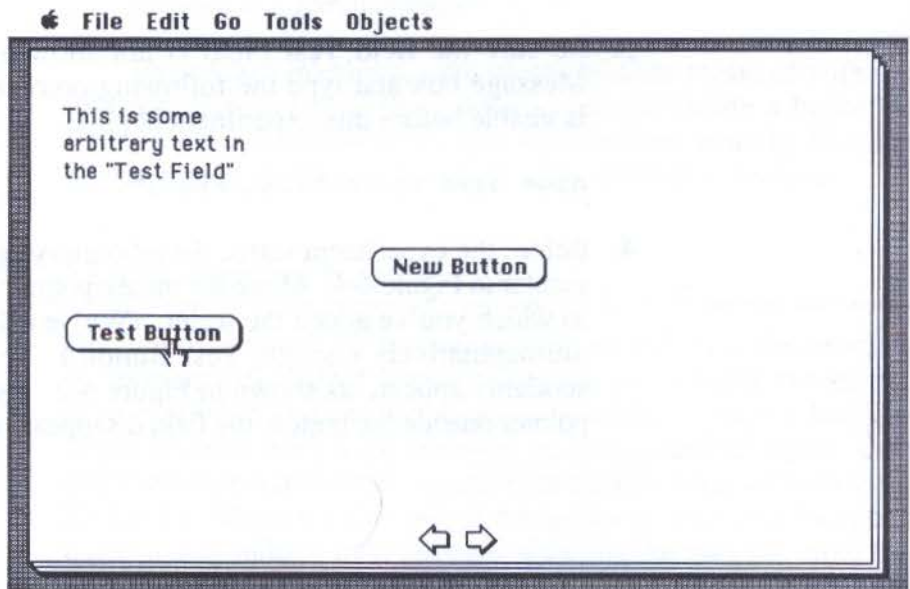 File Edit Go Tools Objects
This is some
arbitrary text in
the "Test Field"
New Button
Test Button